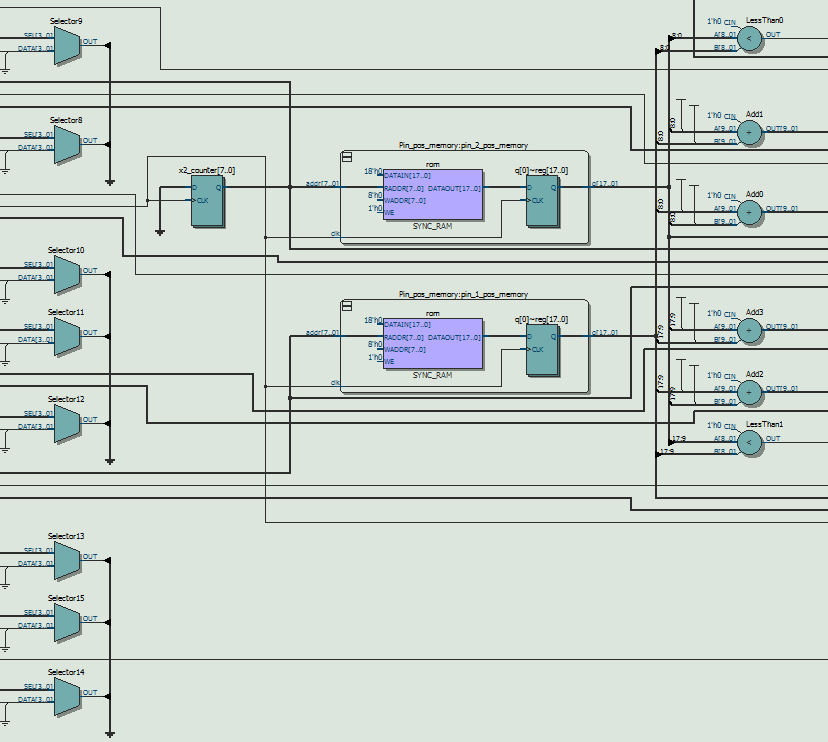 Selector9
SEL[3..0]
DATA[3..0]
OUT
Selector8
SEL[3..0]
DATA[3..0]
OUT
x2_counter[7..0]
D
Q
CLK
Pin_pos_memory:pin_2_pos_memory
rom
18'h0
DATAIN[17..0]
addr[7..0]
RADDR[7..0]
DATAOUT[17..0]
8'h0
WADDR[7..0]
1'h0
WE
SYNC_RAM
clk
q[0]~reg[17..0]
D
Q
CLK
q[17..0]
Selector10
SEL[3..0]
DATA[3..0]
OUT
Selector11
SEL[3..0]
DATA[3..0]
OUT
Selector12
SEL[3..0]
DATA[3..0]
OUT
Pin_pos_memory:pin_1_pos_memory
rom
18'h0
DATAIN[17..0]
addr[7..0]
RADDR[7..0]
DATAOUT[17..0]
8'h0
WADDR[7..0]
1'h0
WE
SYNC_RAM
clk
q[0]~reg[17..0]
D
Q
CLK
q[17..0]
LessThan0
1'h0 CIN
8:0
A[8..0]
8:0
B[8..0]
<
OUT
Add1
1'h0 CIN
8:0
A[9..0]
8:0
B[9..0]
+
OUT[9..0]
Add0
1'h0 CIN
8:0
A[9..0]
8:0
B[9..0]
+
OUT[9..0]
Add3
1'h0 CIN
17:9
A[9..0]
17:9
B[9..0]
+
OUT[9..0]
Add2
1'h0 CIN
17:9
A[9..0]
17:9
B[9..0]
+
OUT[9..0]
LessThan1
1'h0 CIN
17:9
A[8..0]
17:9
B[8..0]
<
OUT
Selector13
SEL[3..0]
DATA[3..0]
OUT
Selector15
SEL[3..0]
DATA[3..0]
OUT
Selector14
SEL[3..0]
DATA[3..0]
OUT